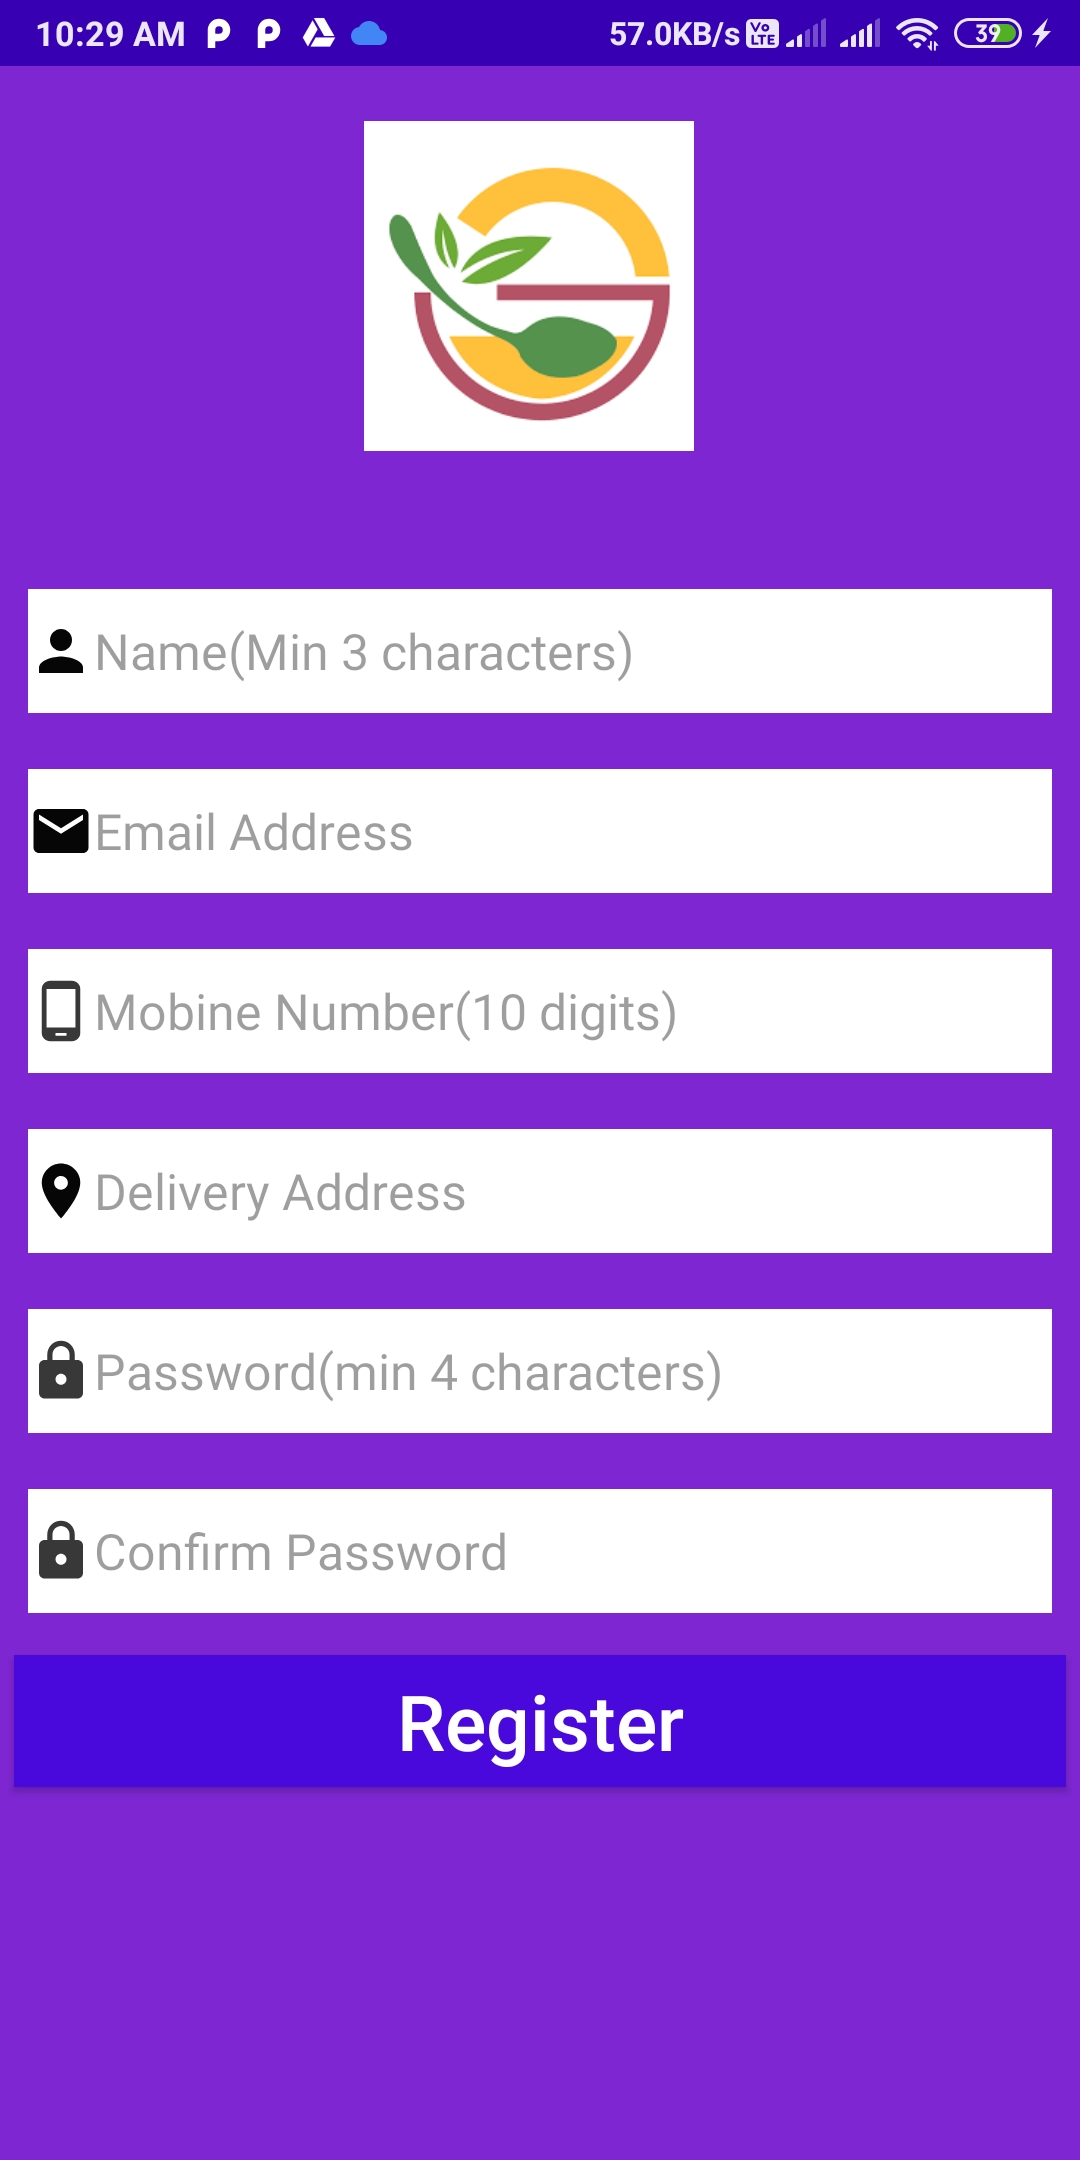 10:29 AM 57.0KB/s Vo LTE 39
Name(Min 3 characters)
Email Address
Mobine Number(10 digits)
Delivery Address
Password(min 4 characters)
Confirm Password
Register